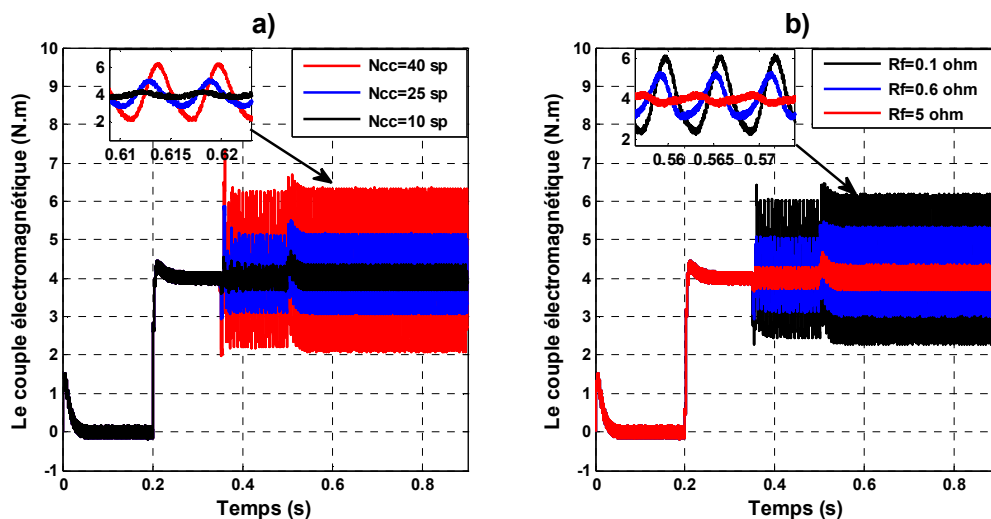 a)
Le couple électromagnétique (N.m)
10
9
8
7
6
5
4
3
2
1
0
-1
6
4
2
0.61 0.615 0.62
Ncc=40 sp
Ncc=25 sp
Ncc=10 sp
0 0.2 0.4 0.6 0.8
Temps (s)
b)
Le couple électromagnétique (N.m)
10
9
8
7
6
5
4
3
2
1
0
-1
6
4
2
0.56 0.565 0.57
Rf=0.1 ohm
Rf=0.6 ohm
Rf=5 ohm
0 0.2 0.4 0.6 0.8
Temps (s)